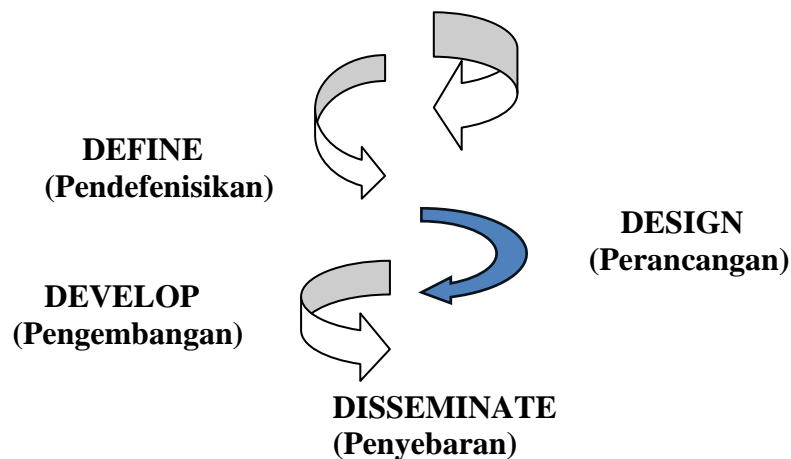 DEFINE
(Pendefenisikan)
DESIGN
(Perancangan)
DEVELOP
(Pengembangan)
DISSEMINATE
(Penyebaran)